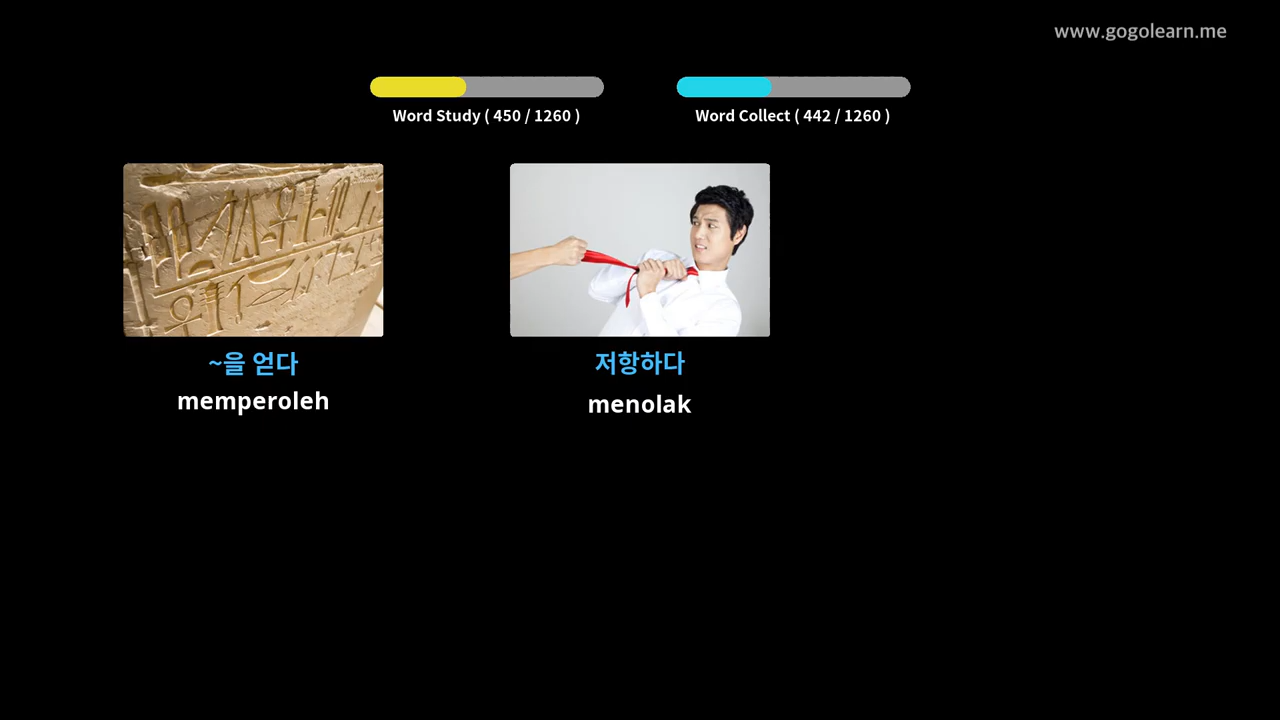 www.gogolearn.me
Word Study ( 450 / 1260 )
Word Collect ( 442 / 1260 )
~을 얻다
memperoleh
저항하다
menolak